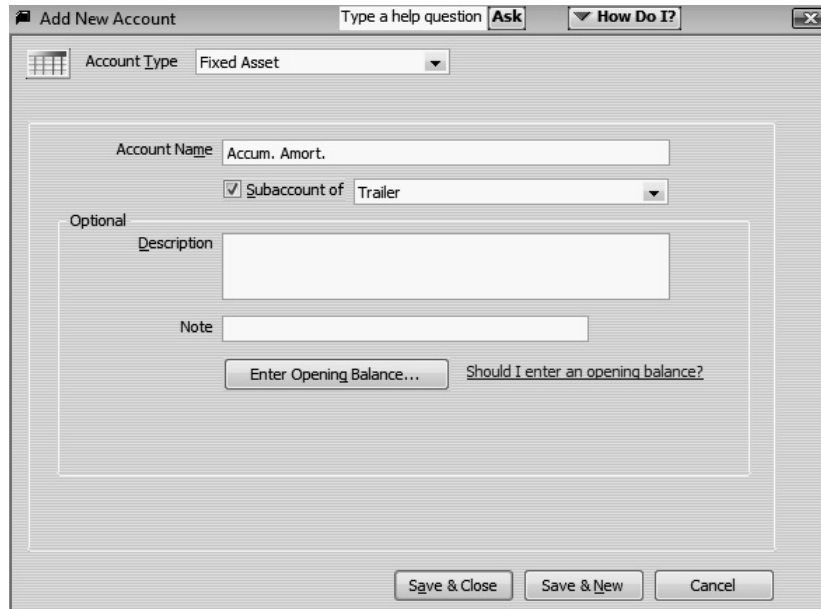 Add New Account Type a help question Ask How Do I?
Account Type Fixed Asset
Account Name Accum. Amort.
Subaccount of Trailer
Optional
Description
Note
Enter Opening Balance... Should I enter an opening balance?
Save & Close Save & New Cancel